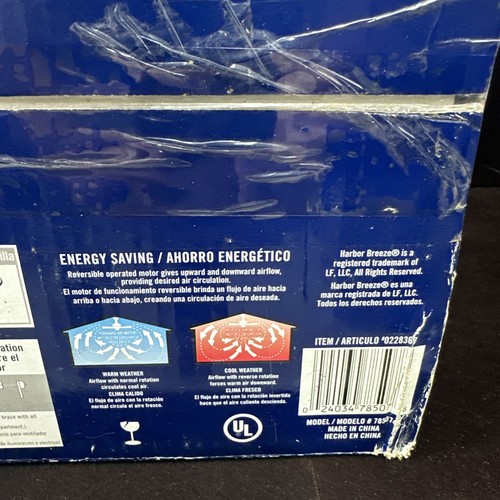 ENERGY SAVING / AHORRO ENERGÉTICO
Reversible operated motor gives upward and downward airflow,
providing desired air circulation.
El motor de funcionamiento reversible brinda un flujo de aire hacia
arriba o hacia abajo, creando una circulación de aire deseada.
WARM WEATHER
Airflow with normal rotation
circulates cool air.
CLIMA CALIDO
El flujo de aire con la rotación
normal circula el aire fresco.
COOL WEATHER
Airflow with reverse rotation
forces warm air downward.
CLIMA FRESCO
El flujo de aire con la rotación invertida
hace que el aire caliente descienda.
UL
Harbor Breeze® is a
registered trademark of
LF, LLC, All Rights Reserved.
Harbor Breeze® es una
marca registrada de LF, LLC.
Todos los derechos reservados.
ITEM / ARTICULO #022836
0 24034 7850
MODEL / MODELO # 785
MADE IN CHINA
HECHO EN CHINA